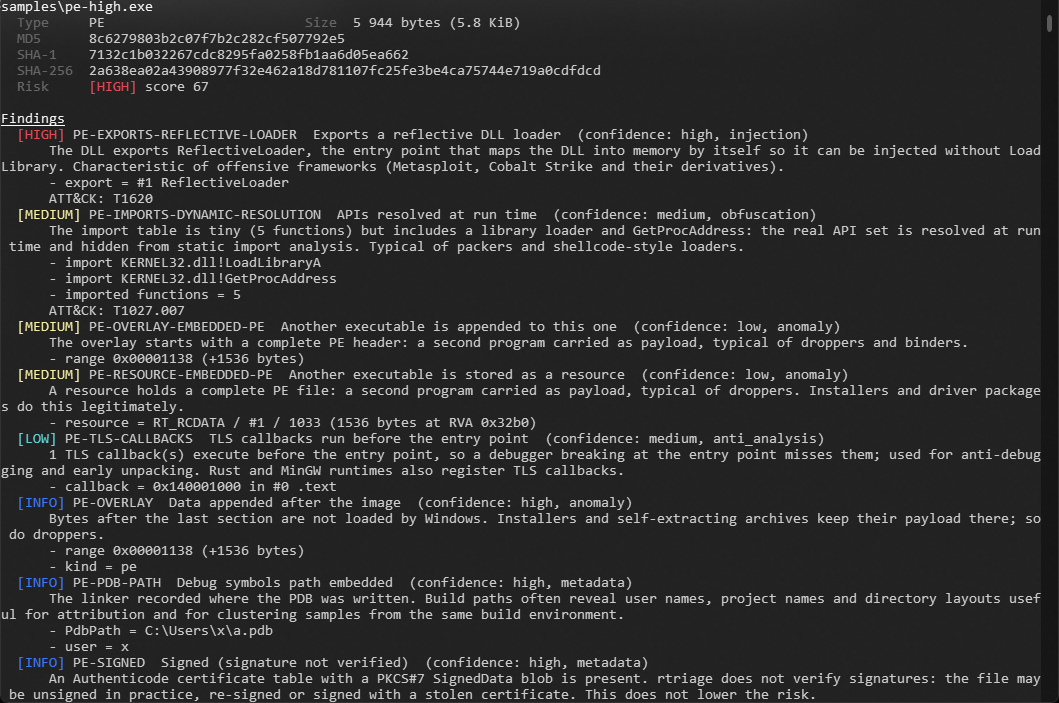 samples\pe-high.exe
Type PE Size 5 944 bytes (5.8 KiB)
MD5 8c6279803b2c07f7b2c282cf507792e5
SHA-1 7132c1b032267cdc8295fa0258fb1aa6d05ea662
SHA-256 2a638ea02a43908977f32e462a18d781107fc25fe3be4ca75744e719a0cdfdcd
Risk [HIGH] score 67
Findings
[HIGH] PE-EXPORTS-REFLECTIVE-LOADER Exports a reflective DLL loader (confidence: high, injection)
The DLL exports ReflectiveLoader, the entry point that maps the DLL into memory by itself so it can be injected without Load
Library. Characteristic of offensive frameworks (Metasploit, Cobalt Strike and their derivatives).
- export = #1 ReflectiveLoader
ATT&CK: T1620
[MEDIUM] PE-IMPORTS-DYNAMIC-RESOLUTION APIs resolved at run time (confidence: medium, obfuscation)
The import table is tiny (5 functions) but includes a library loader and GetProcAddress: the real API set is resolved at run
time and hidden from static import analysis. Typical of packers and shellcode-style loaders.
- import KERNEL32.dll!LoadLibraryA
- import KERNEL32.dll!GetProcAddress
- imported functions = 5
ATT&CK: T1027.007
[MEDIUM] PE-OVERLAY-EMBEDDED-PE Another executable is appended to this one (confidence: low, anomaly)
The overlay starts with a complete PE header: a second program carried as payload, typical of droppers and binders.
- range 0x00001138 (+1536 bytes)
[MEDIUM] PE-RESOURCE-EMBEDDED-PE Another executable is stored as a resource (confidence: low, anomaly)
A resource holds a complete PE file: a second program carried as payload, typical of droppers. Installers and driver package
s do this legitimately.
- resource = RT_RCDATA / #1 / 1033 (1536 bytes at RVA 0x32b0)
[LOW] PE-TLS-CALLBACKS TLS callbacks run before the entry point (confidence: medium, anti_analysis)
1 TLS callback(s) execute before the entry point, so a debugger breaking at the entry point misses them; used for anti-debug
ging and early unpacking. Rust and MinGW runtimes also register TLS callbacks.
- callback = 0x140001000 in #0 .text
[INFO] PE-OVERLAY Data appended after the image (confidence: high, anomaly)
Bytes after the last section are not loaded by Windows. Installers and self-extracting archives keep their payload there; so
do droppers.
- range 0x00001138 (+1536 bytes)
- kind = pe
[INFO] PE-PDB-PATH Debug symbols path embedded (confidence: high, metadata)
The linker recorded where the PDB was written. Build paths often reveal user names, project names and directory layouts usef
ul for attribution and for clustering samples from the same build environment.
- PdbPath = C:\Users\x\a.pdb
- user = x
[INFO] PE-SIGNED Signed (signature not verified) (confidence: high, metadata)
An Authenticode certificate table with a PKCS#7 SignedData blob is present. rtriage does not verify signatures: the file may
be unsigned in practice, re-signed or signed with a stolen certificate. This does not lower the risk.